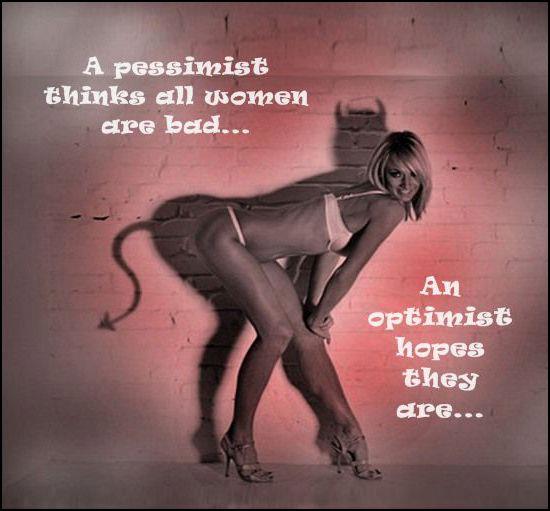 A pessimist
thinks all women
are bad...
An
optimist
hopes
they
are...